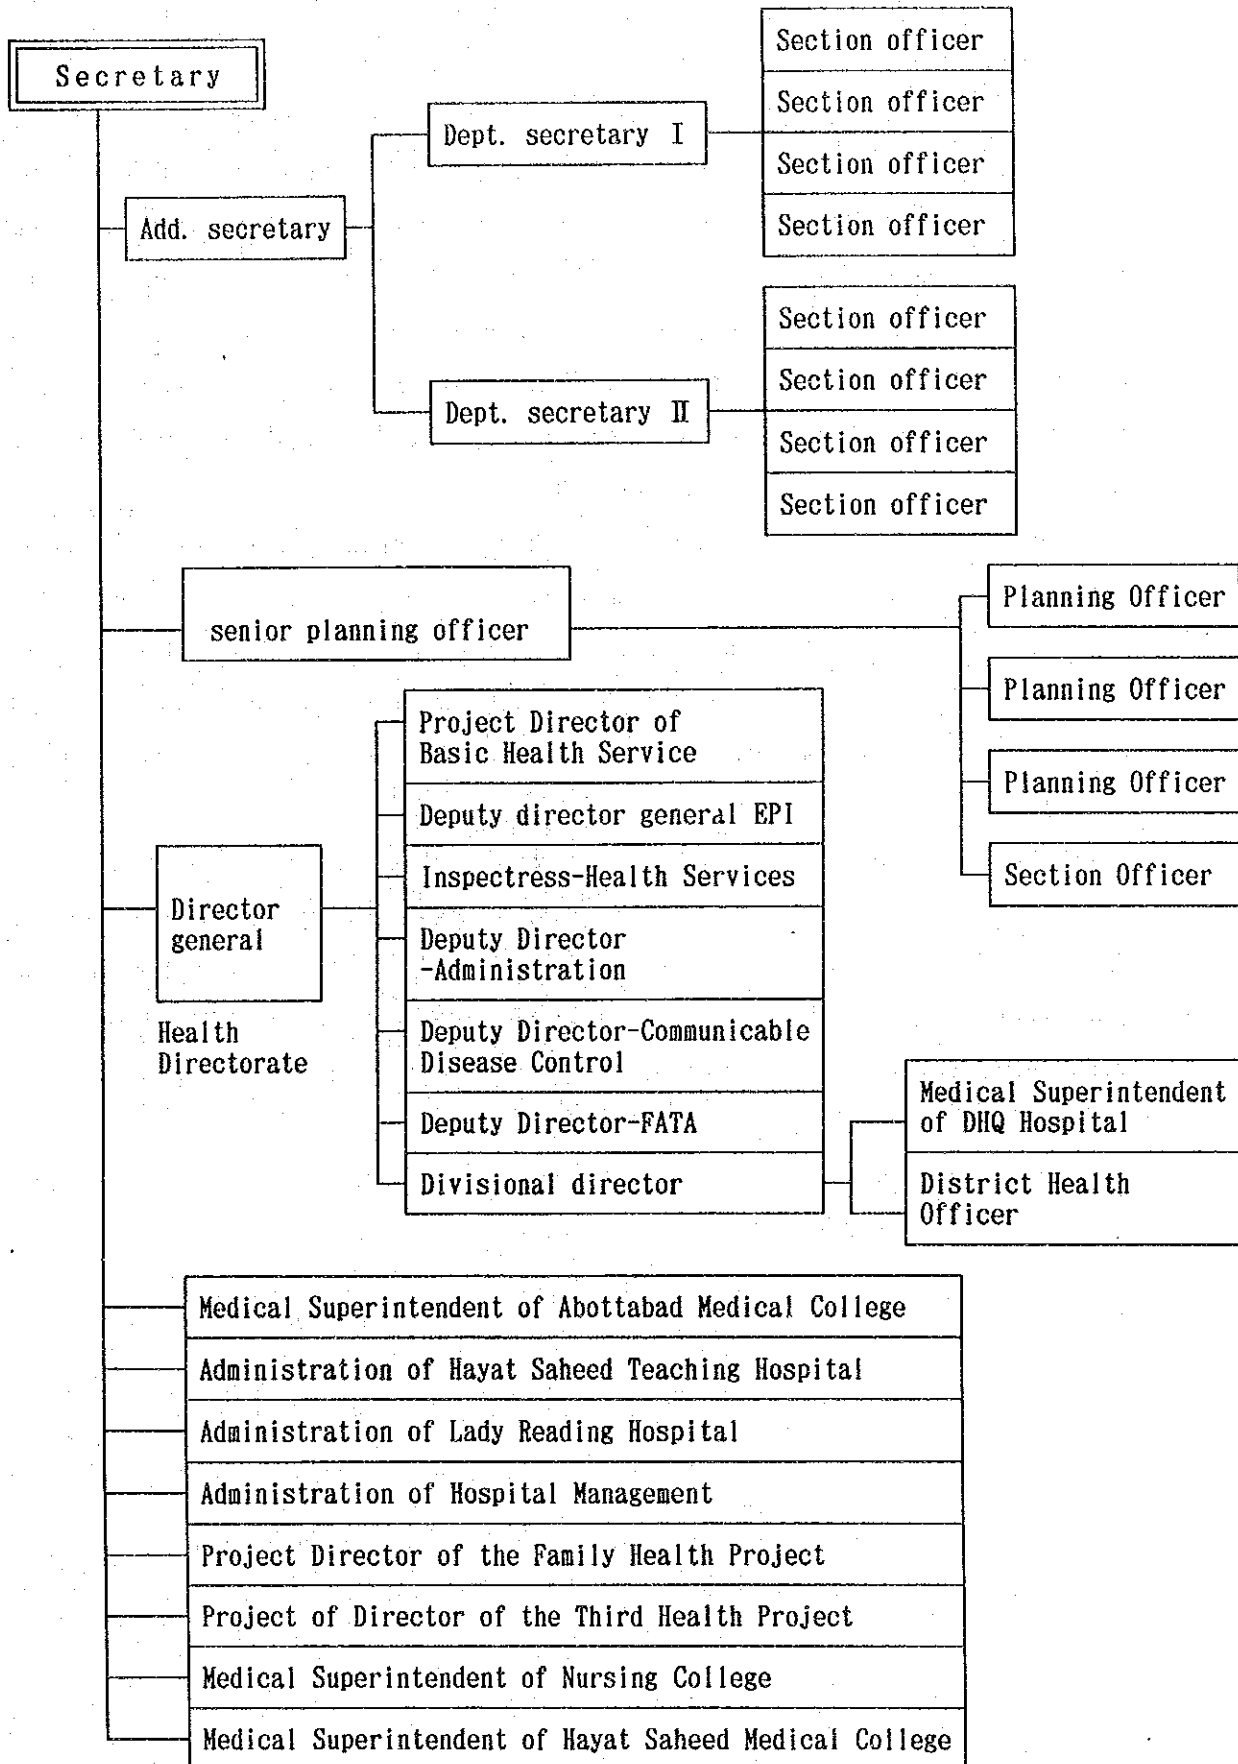 Secretary
Add. secretary
Dept. secretary I
Section officer
Section officer
Section officer
Section officer
Dept. secretary II
Section officer
Section officer
Section officer
Section officer
senior planning officer
Planning Officer
Planning Officer
Planning Officer
Section Officer
Director
general
Health
Directorate
Project Director of
Basic Health Service
Deputy director general EPI
Inspectress-Health Services
Deputy Director
-Administration
Deputy Director-Communicable
Disease Control
Deputy Director-FATA
Divisional director
Medical Superintendent
of DHQ Hospital
District Health
Officer
Medical Superintendent of Abottabad Medical College
Administration of Hayat Saheed Teaching Hospital
Administration of Lady Reading Hospital
Administration of Hospital Management
Project Director of the Family Health Project
Project of Director of the Third Health Project
Medical Superintendent of Nursing College
Medical Superintendent of Hayat Saheed Medical College